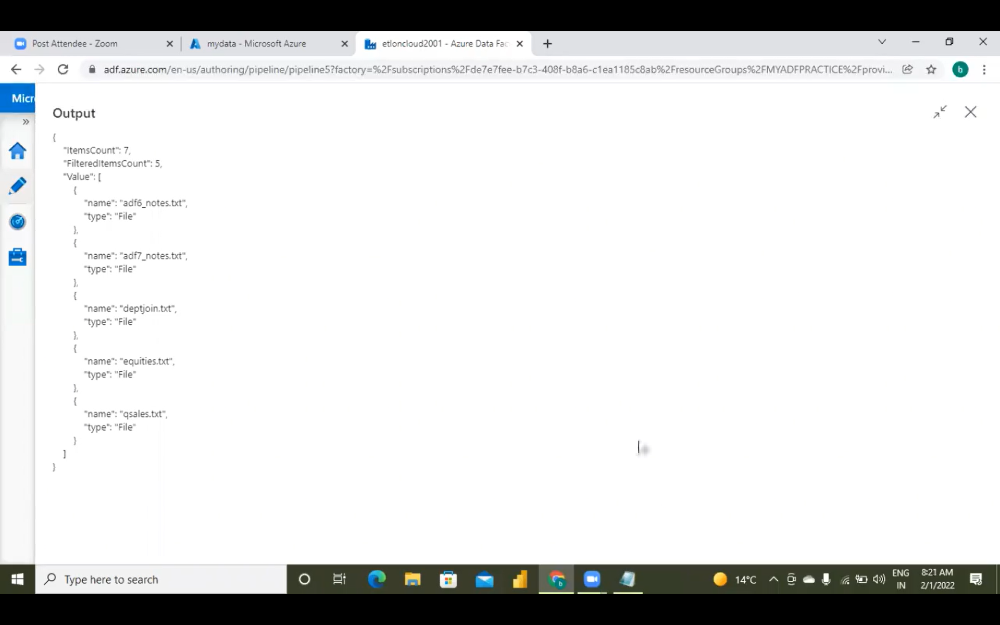 Post Attendee - Zoom
mydata - Microsoft Azure
etloncloud2001 - Azure Data Fac
adf.azure.com/en-us/authoring/pipeline/pipeline5?factory=%2Fsubscriptions%2Fde7e7fee-b7c3-408f-b8a6-c1ea1185c8ab%2FresourceGroups%2FMYADFPRACTICE%2Fprovi...
b
Micr
Output
{
"ItemsCount": 7,
"FilteredItemsCount": 5,
"Value": [
{
"name": "adf6_notes.txt",
"type": "File"
},
{
"name": "adf7_notes.txt",
"type": "File"
},
{
"name": "deptjoin.txt",
"type": "File"
},
{
"name": "equities.txt",
"type": "File"
},
{
"name": "qsales.txt",
"type": "File"
}
]
}
Type here to search
14°C
ENG
IN
8:21 AM
2/1/2022